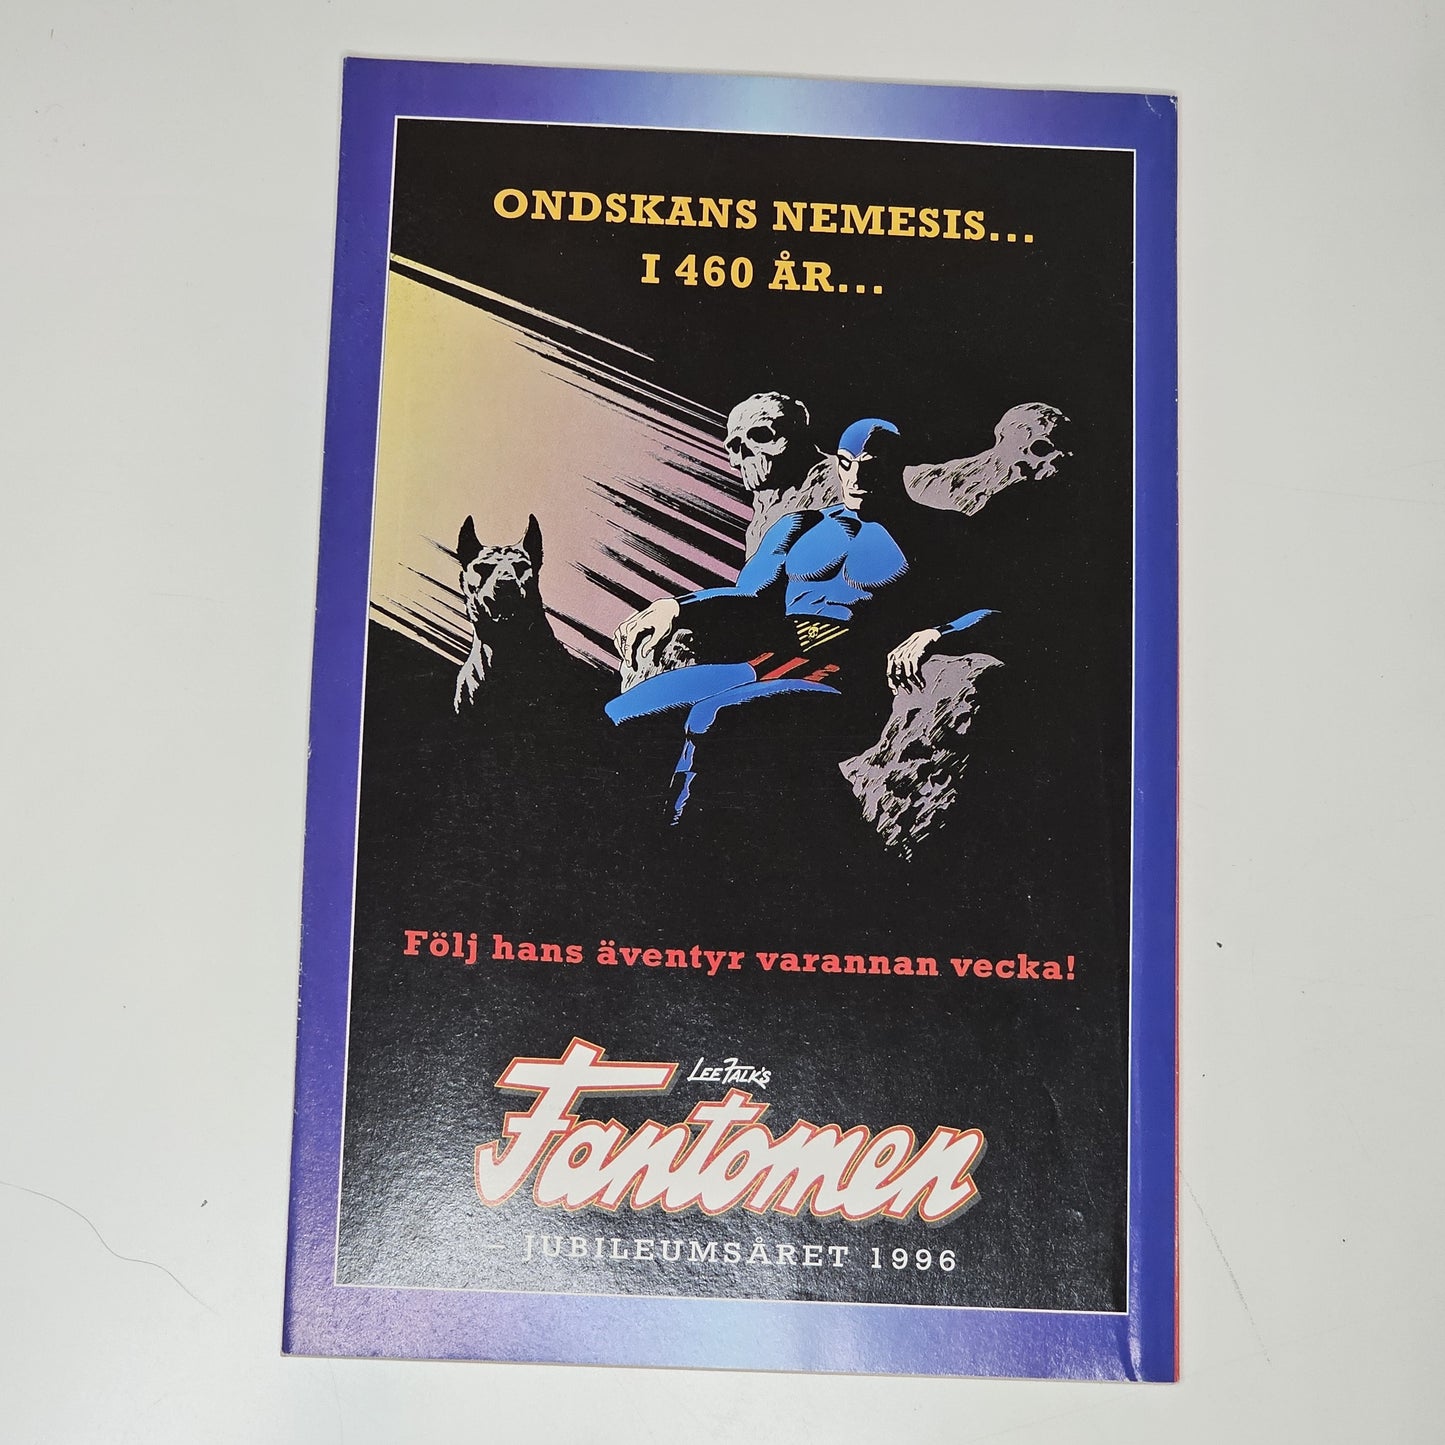 ONDSKANS NEMESIS...
I 460 ÅR...
Följ hans äventyr varannan vecka!
LEE FALK'S
Fantomen
– JUBILEUMSÅRET 1996